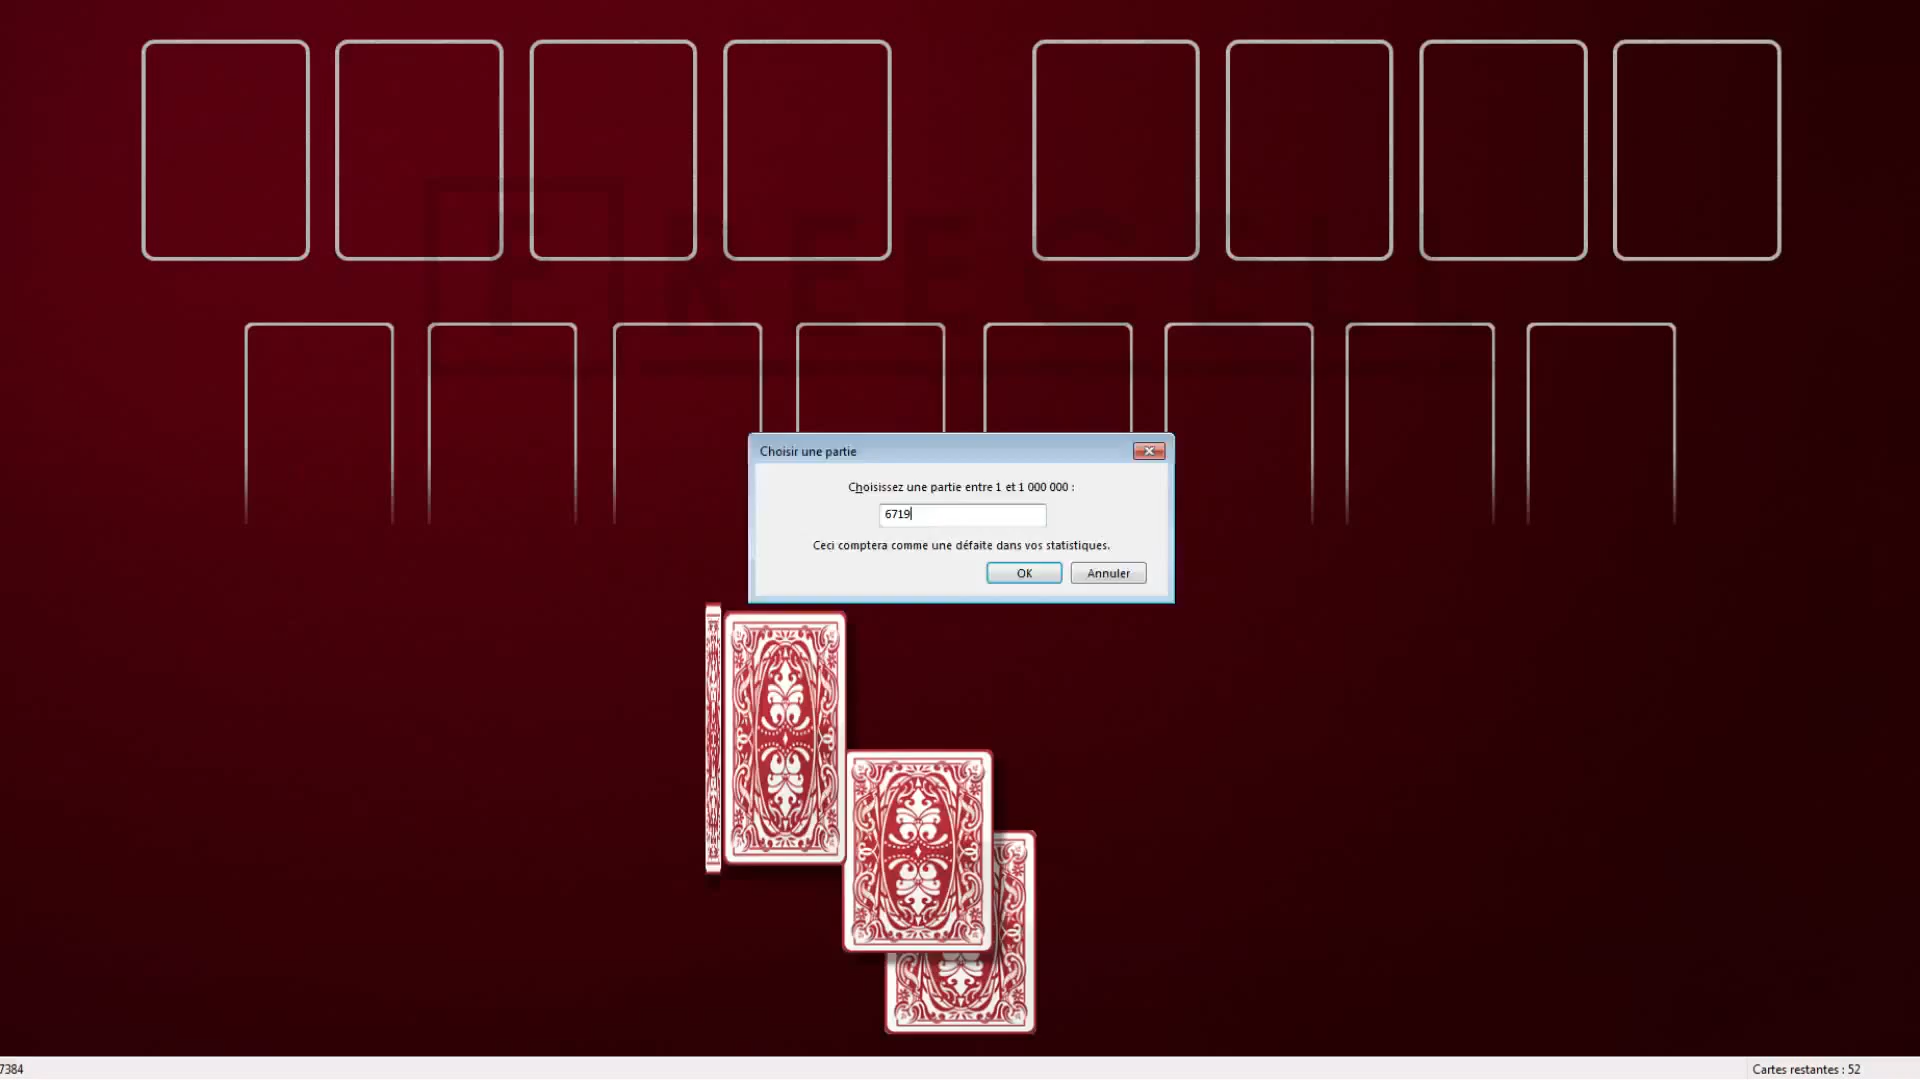 FREECELL
Choisir une partie
Choisissez une partie entre 1 et 1 000 000 :
6719
Ceci comptera comme une défaite dans vos statistiques.
OK
Annuler
7384
Cartes restantes : 52